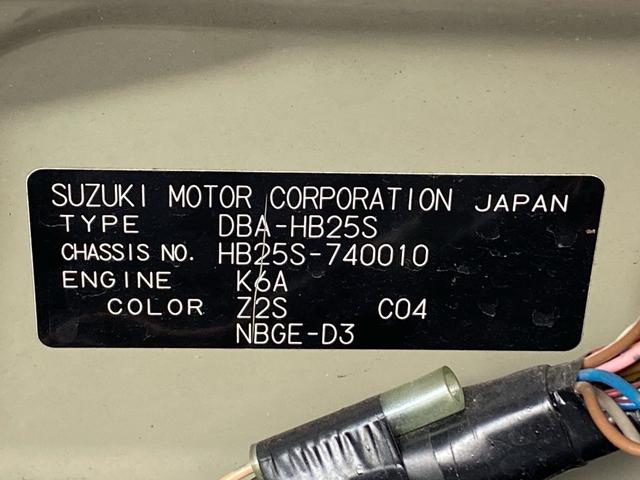 SUZUKI MOTOR CORPORATION JAPAN
TYPE DBA-HB25S
CHASSIS NO. HB25S-740010
ENGINE K6A
COLOR Z2S C04
NBGE-D3